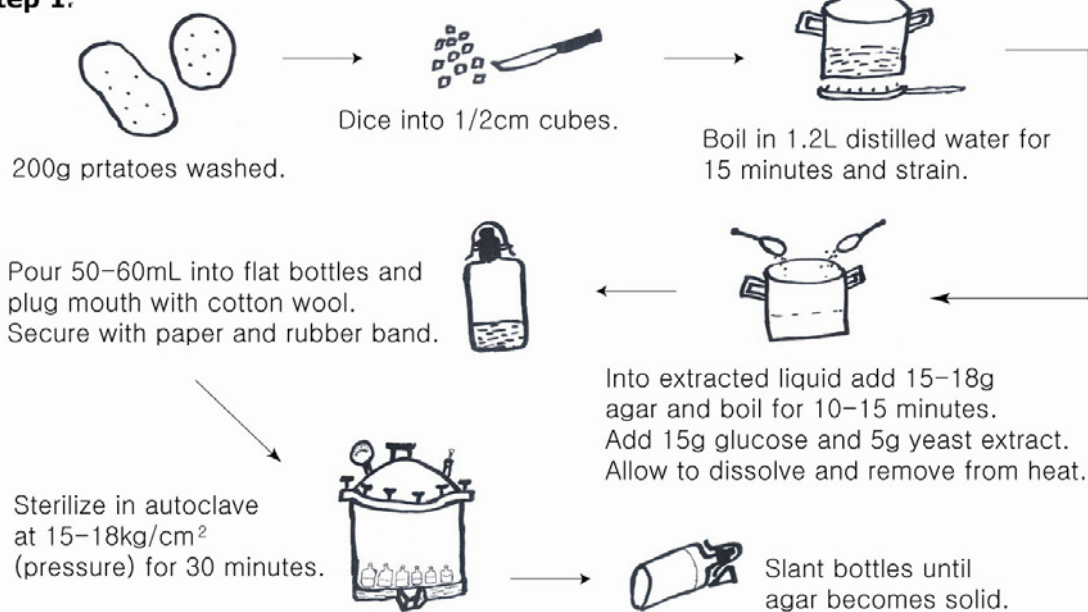 Step 1.
200g prtatoes washed.
Dice into 1/2cm cubes.
Boil in 1.2L distilled water for
15 minutes and strain.
Into extracted liquid add 15-18g
agar and boil for 10-15 minutes.
Add 15g glucose and 5g yeast extract.
Allow to dissolve and remove from heat.
Pour 50-60mL into flat bottles and
plug mouth with cotton wool.
Secure with paper and rubber band.
Sterilize in autoclave
at 15-18kg/cm²
(pressure) for 30 minutes.
Slant bottles until
agar becomes solid.